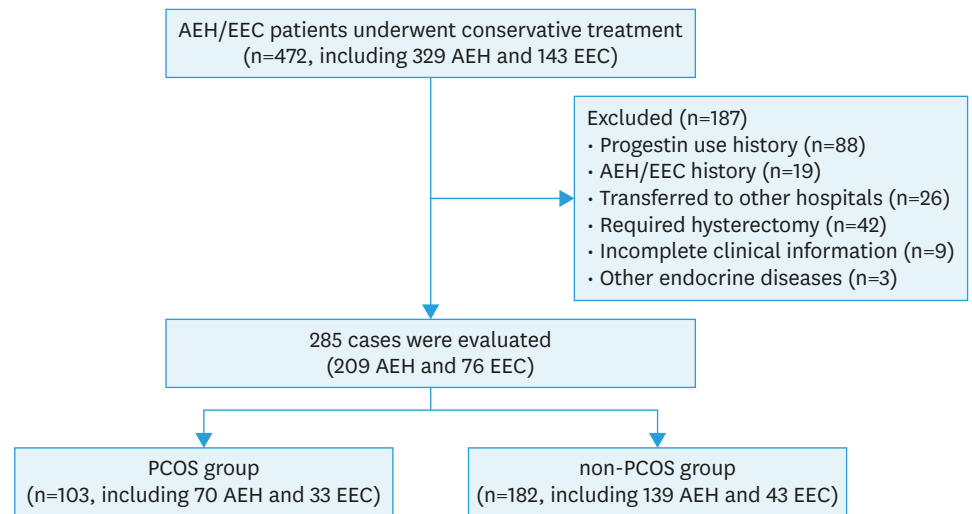 AEH/EEC patients underwent conservative treatment
(n=472, including 329 AEH and 143 EEC)
Excluded (n=187)
· Progestin use history (n=88)
· AEH/EEC history (n=19)
· Transferred to other hospitals (n=26)
· Required hysterectomy (n=42)
· Incomplete clinical information (n=9)
· Other endocrine diseases (n=3)
285 cases were evaluated
(209 AEH and 76 EEC)
PCOS group
(n=103, including 70 AEH and 33 EEC)
non-PCOS group
(n=182, including 139 AEH and 43 EEC)